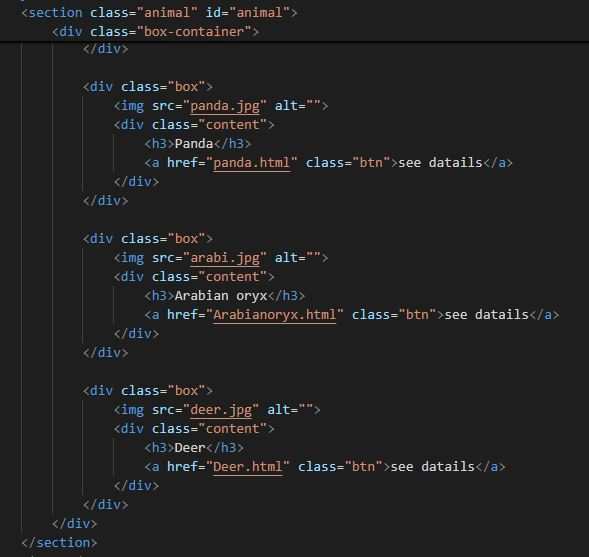 <section class="animal" id="animal">
<div class="box-container">
</div>
<div class="box">
<img src="panda.jpg" alt="">
<div class="content">
<h3>Panda</h3>
<a href="panda.html" class="btn">see datails</a>
</div>
</div>
<div class="box">
<img src="arabi.jpg" alt="">
<div class="content">
<h3>Arabian oryx</h3>
<a href="Arabianoryx.html" class="btn">see datails</a>
</div>
</div>
<div class="box">
<img src="deer.jpg" alt="">
<div class="content">
<h3>Deer</h3>
<a href="Deer.html" class="btn">see datails</a>
</div>
</div>
</div>
</section>